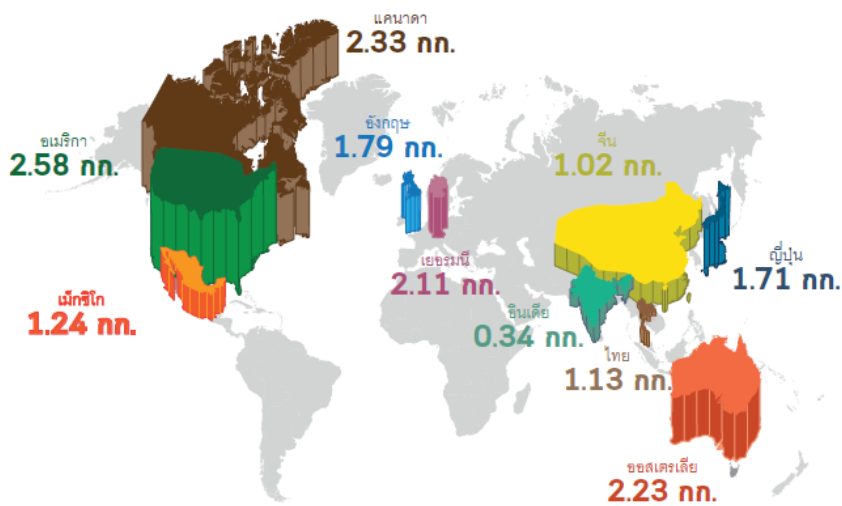 แคนาดา
2.33 กก.
อเมริกา
2.58 กก.
อังกฤษ
1.79 กก.
จีน
1.02 กก.
เยอรมนี
2.11 กก.
ญี่ปุ่น
1.71 กก.
เม็กซิโก
1.24 กก.
อินเดีย
0.34 กก.
ไทย
1.13 กก.
ออสเตรเลีย
2.23 กก.